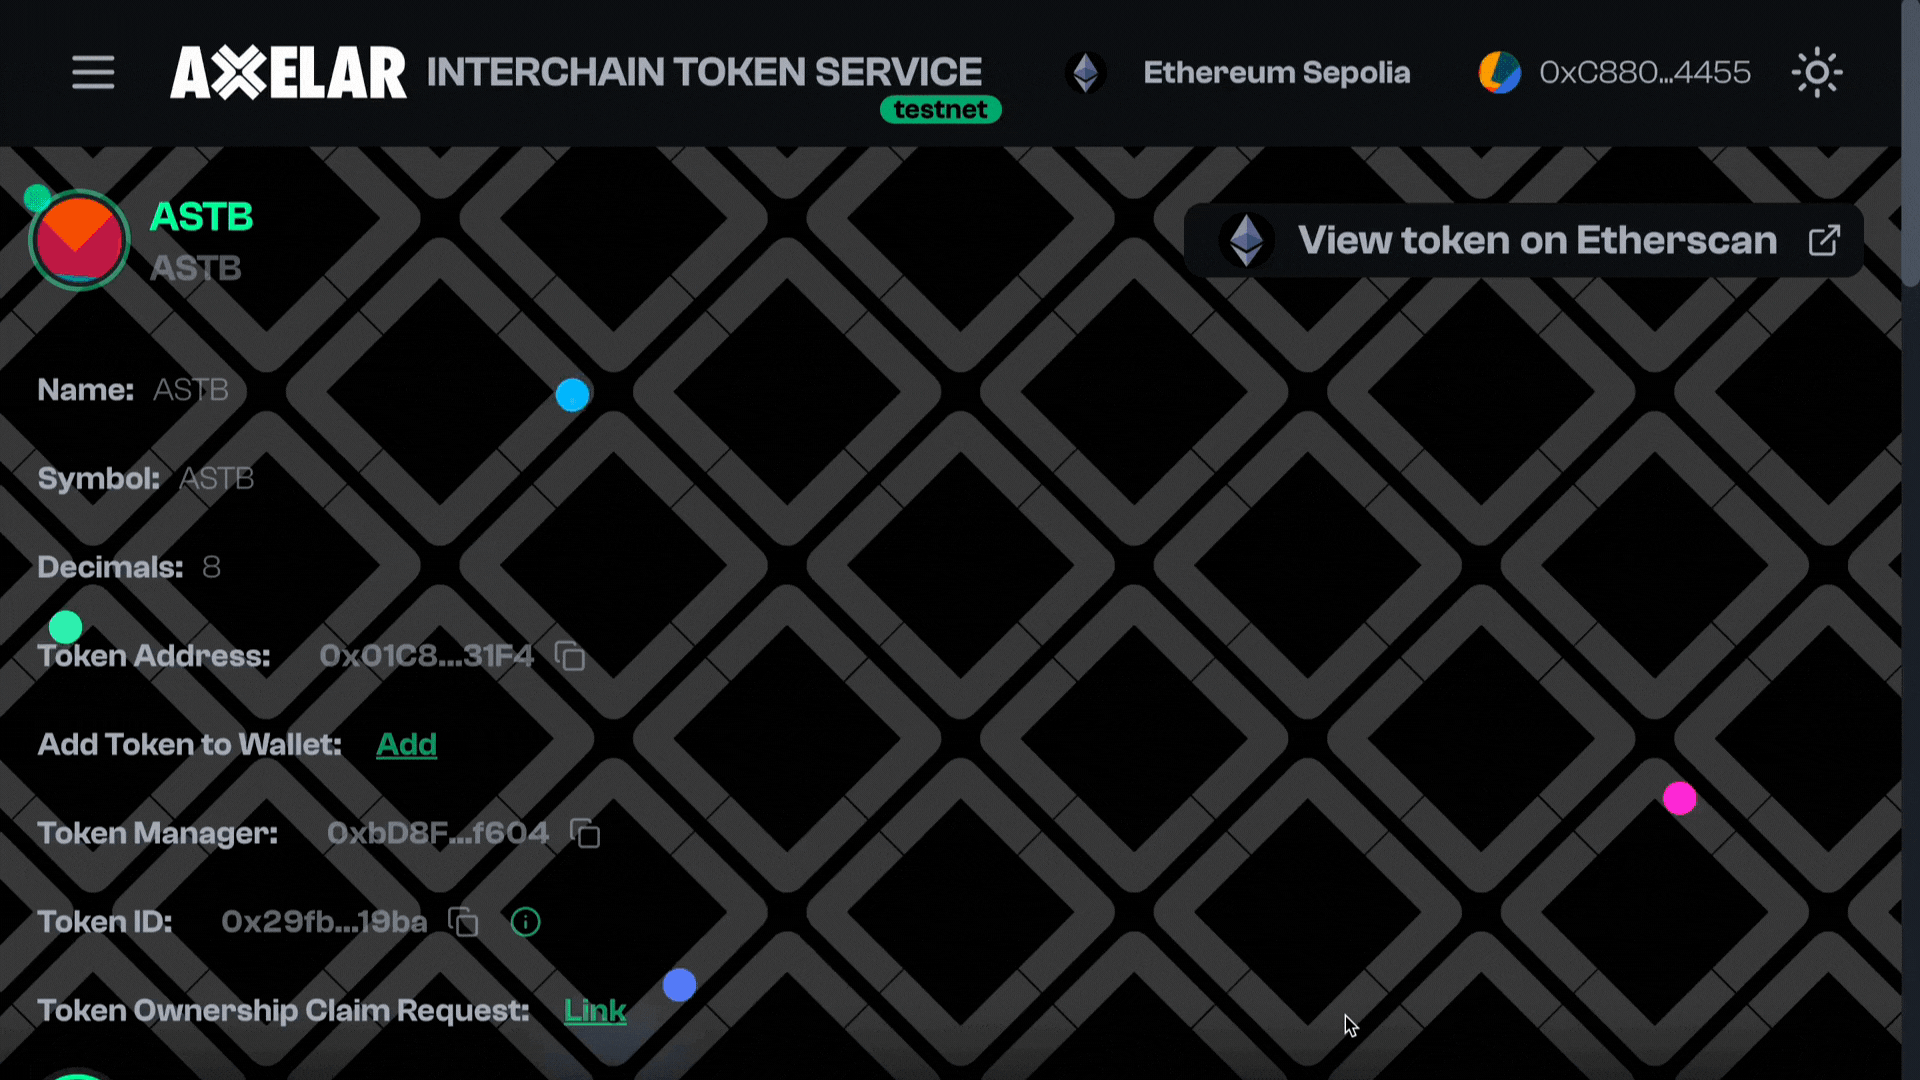 AXELAR INTERCHAIN TOKEN SERVICE
testnet
Ethereum Sepolia
0xC880...4455
ASTB
ASTB
View token on Etherscan
Name: ASTB
Symbol: ASTB
Decimals: 8
Token Address: 0x01C8...31F4
Add Token to Wallet: Add
Token Manager: 0xbD8F...f604
Token ID: 0x29fb...19ba
Token Ownership Claim Request: Link